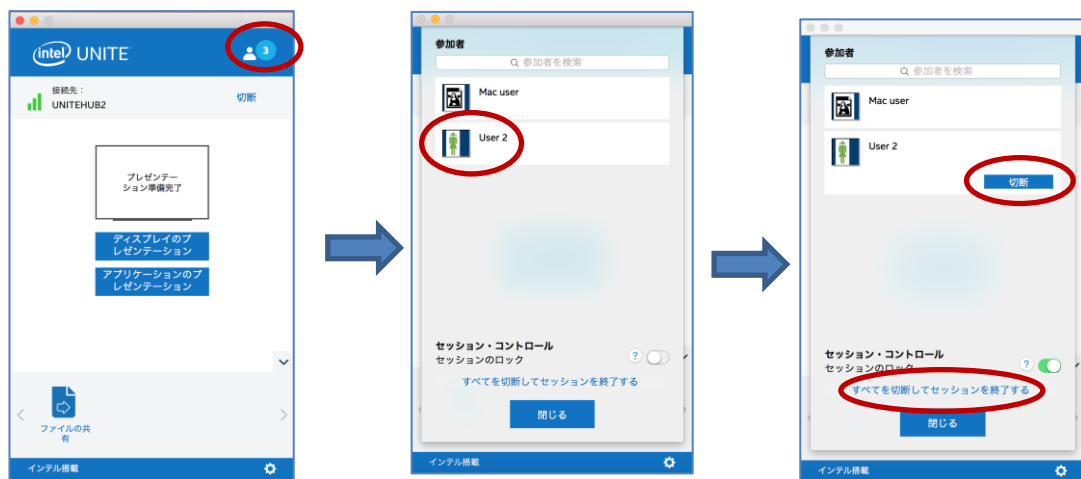 intel UNITE
3
接続先：
UNITEHUB2
切断
プレゼンテー
ション準備完了
ディスプレイのプ
レゼンテーション
アプリケーションのプ
レゼンテーション
ファイルの共
有
インテル搭載
参加者
参加者を検索
Mac user
User 2
セッション・コントロール
セッションのロック
?
すべてを切断してセッションを終了する
閉じる
インテル搭載
参加者
参加者を検索
Mac user
User 2
切断
セッション・コントロール
セッションのロック
?
すべてを切断してセッションを終了する
閉じる
インテル搭載